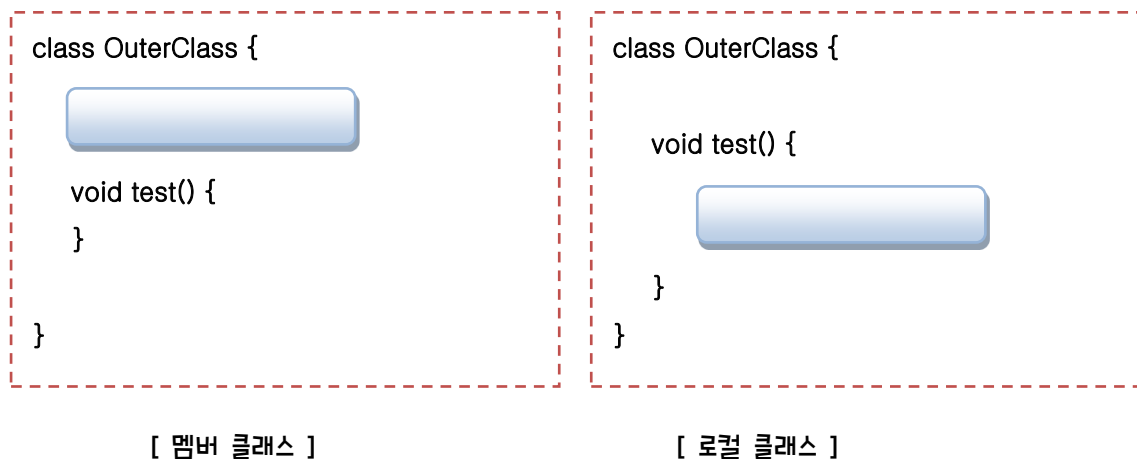 class OuterClass {
void test() {
}
}
[ 멤버 클래스 ]
class OuterClass {
void test() {
}
}
[ 로컬 클래스 ]